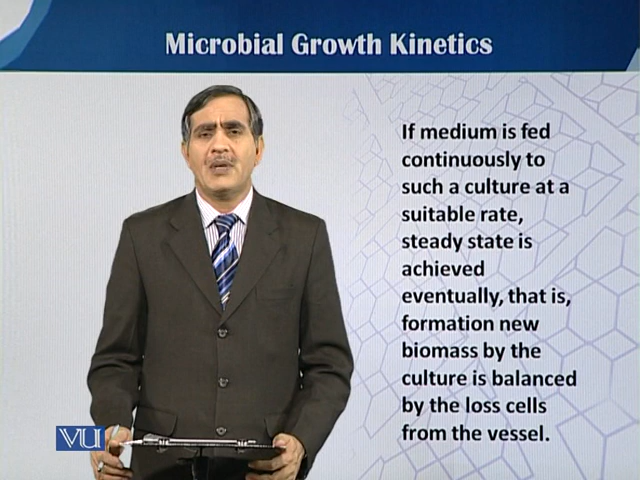 Microbial Growth Kinetics
If medium is fed
continuously to
such a culture at a
suitable rate,
steady state is
achieved
eventually, that is,
formation new
biomass by the
culture is balanced
by the loss cells
from the vessel.
VU